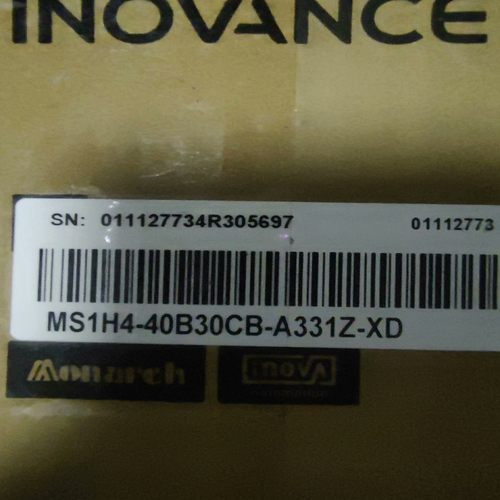 INOVANCE
SN: 011127734R305697 01112773
MS1H4-40B30CB-A331Z-XD
Monarch inovA